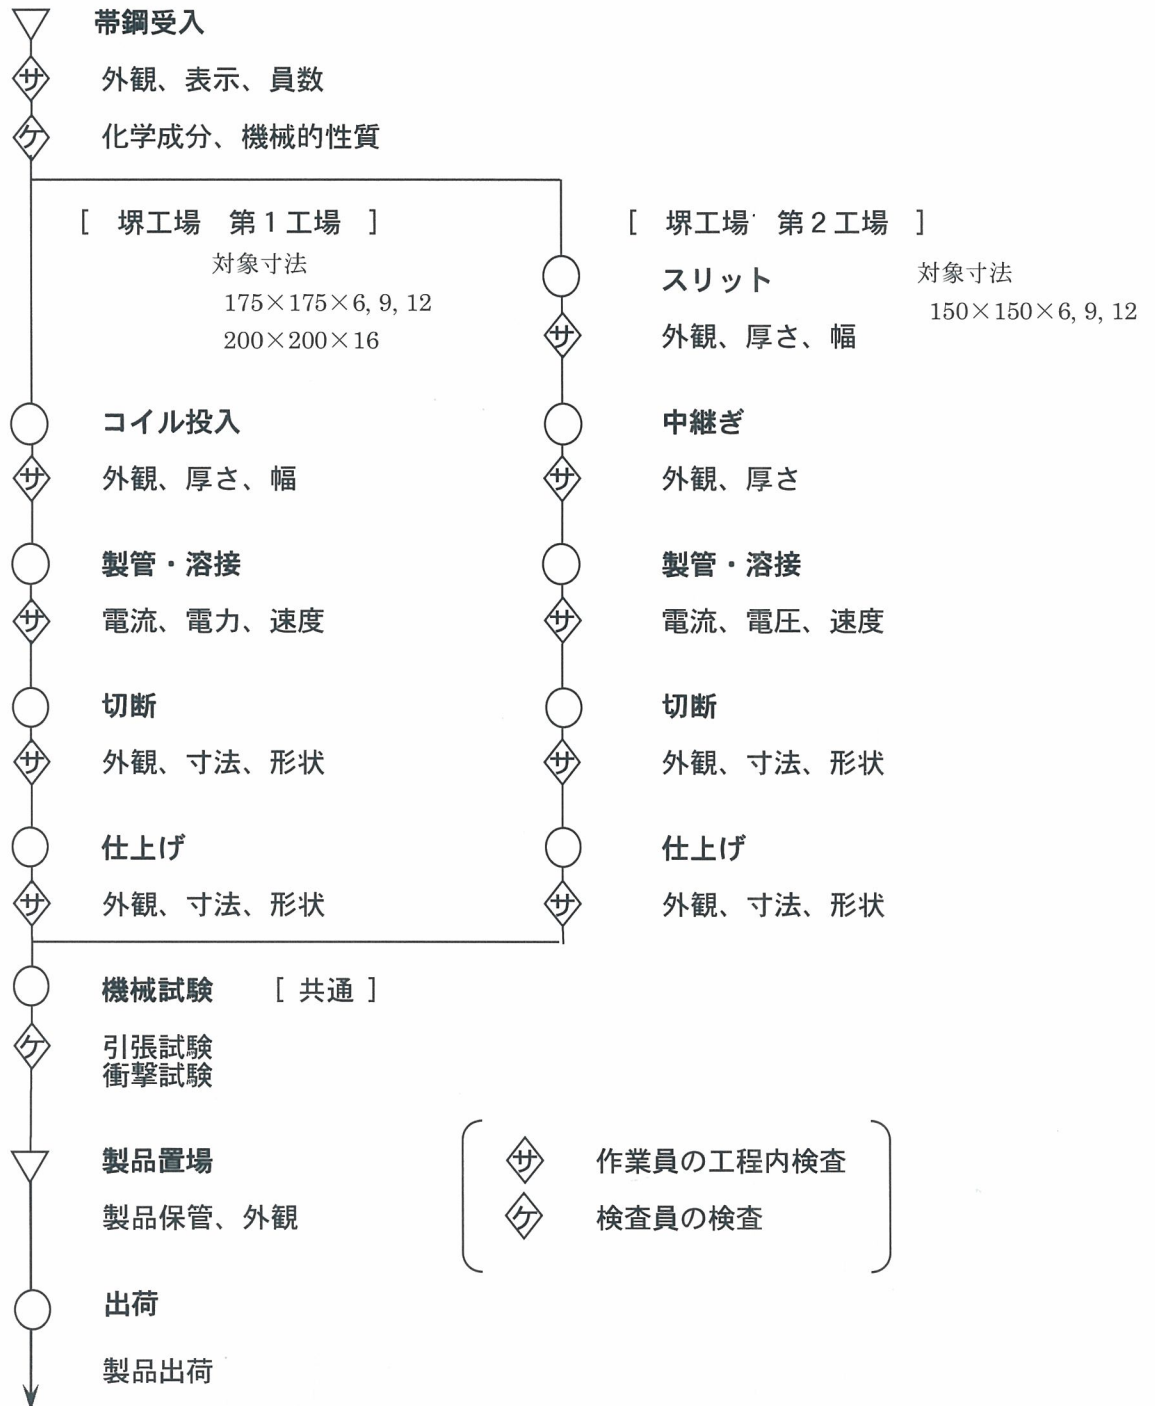 帯鋼受入
サ 外観、表示、員数
ケ 化学成分、機械的性質
[ 堺工場 第1工場 ]
対象寸法
175×175×6, 9, 12
200×200×16
コイル投入
サ 外観、厚さ、幅
製管・溶接
サ 電流、電力、速度
切断
サ 外観、寸法、形状
仕上げ
サ 外観、寸法、形状
[ 堺工場 第2工場 ]
スリット
対象寸法
150×150×6, 9, 12
サ 外観、厚さ、幅
中継ぎ
サ 外観、厚さ
製管・溶接
サ 電流、電圧、速度
切断
サ 外観、寸法、形状
仕上げ
サ 外観、寸法、形状
機械試験 [ 共通 ]
ケ 引張試験
衝撃試験
製品置場
製品保管、外観
出荷
製品出荷
サ 作業員の工程内検査
ケ 検査員の検査